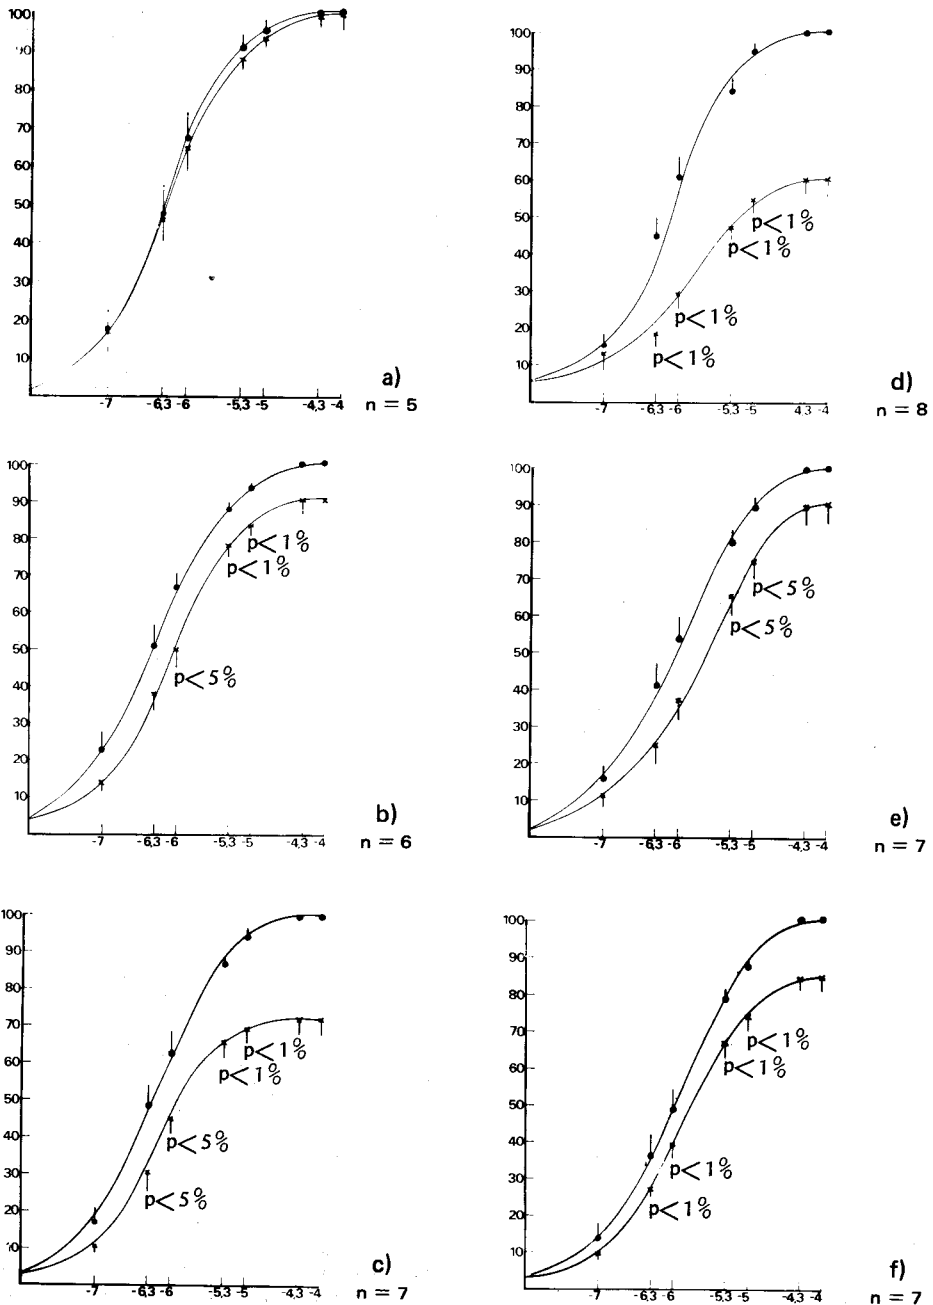 100
90
80
70
60
50
40
30
20
10
-7 -6,3 -6 -5,3 -5 -4,3 -4
a)
n = 5
100
90
80
70
60
50
40
30
20
10
p<1%
p<1%
p<1%
p<1%
-7 -6,3 -6 -5,3 -5 4,3 -4
d)
n = 8
100
90
80
70
60
50
40
30
20
10
p<1%
p<1%
p<5%
-7 -6,3 -6 -5,3 -5 -4,3 -4
b)
n = 6
100
90
80
70
60
50
40
30
20
10
p<5%
p<5%
-7 -6,3 -6 -5,3 -5 -4,3 -4
e)
n = 7
100
90
80
70
60
50
40
30
20
10
p<1%
p<1%
p<5%
p<5%
-7 -6,3 -6 -5,3 -5 -4,3 -4
c)
n = 7
100
90
80
70
60
50
40
30
20
10
p<1%
p<1%
p<1%
p<1%
-7 -6,3 -6 -5,3 -5 -4,3 -4
f)
n = 7